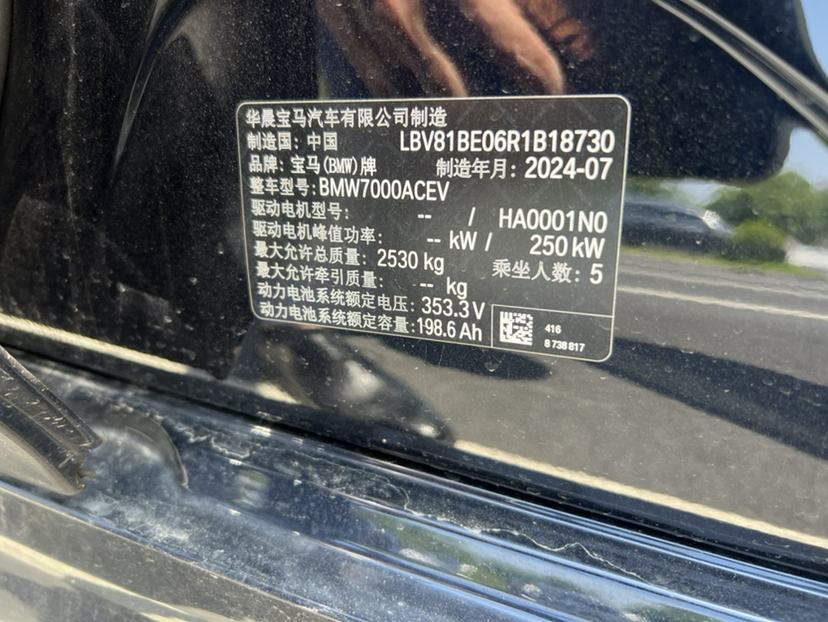 华晨宝马汽车有限公司制造
制造国：中国 LBV81BE06R1B18730
品牌：宝马(BMW)牌 制造年月：2024-07
整车型号：BMW7000ACEV
驱动电机型号： -- / HA0001N0
驱动电机峰值功率： -- kW / 250 kW
最大允许总质量： 2530 kg 乘坐人数：5
最大允许牵引质量： -- kg
动力电池系统额定电压：353.3 V
动力电池系统额定容量：198.6 Ah
416
8 738 817